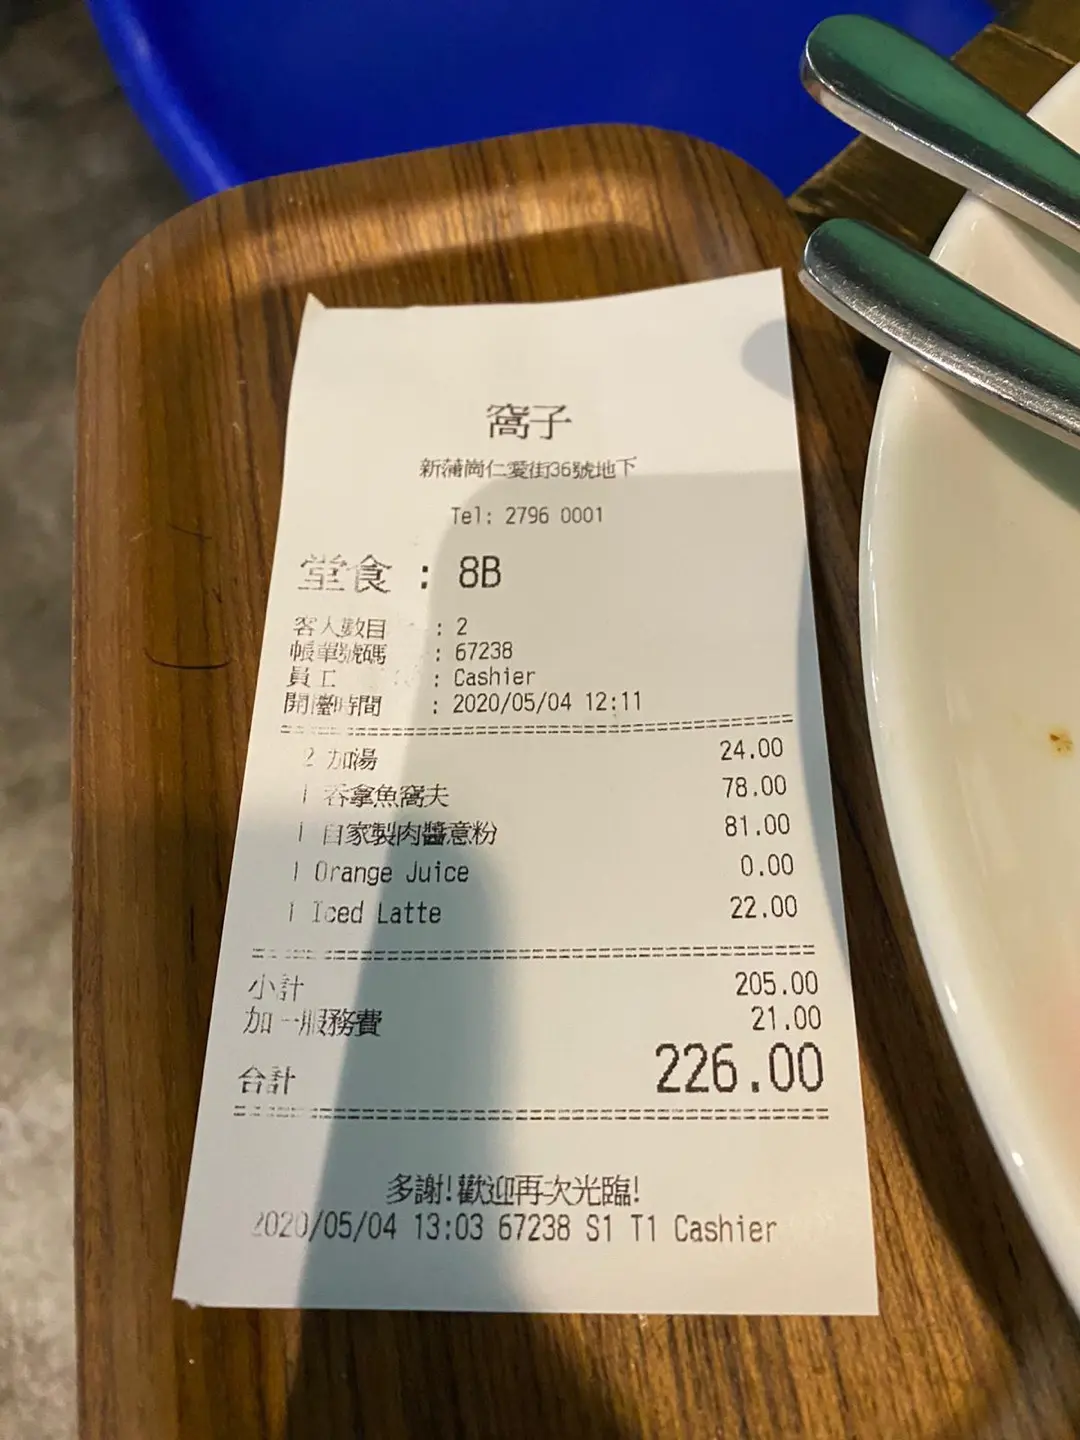 窩子
新蒲崗仁愛街36號地下
Tel: 2796 0001
堂食 : 8B
客人數目 : 2
帳單號碼 : 67238
員工 : Cashier
開檯時間 : 2020/05/04 12:11
2 加湯 24.00
1 吞拿魚窩夫 78.00
1 自家製肉醬意粉 81.00
1 Orange Juice 0.00
1 Iced Latte 22.00
小計 205.00
加一服務費 21.00
合計 226.00
多謝!歡迎再次光臨!
2020/05/04 13:03 67238 S1 T1 Cashier